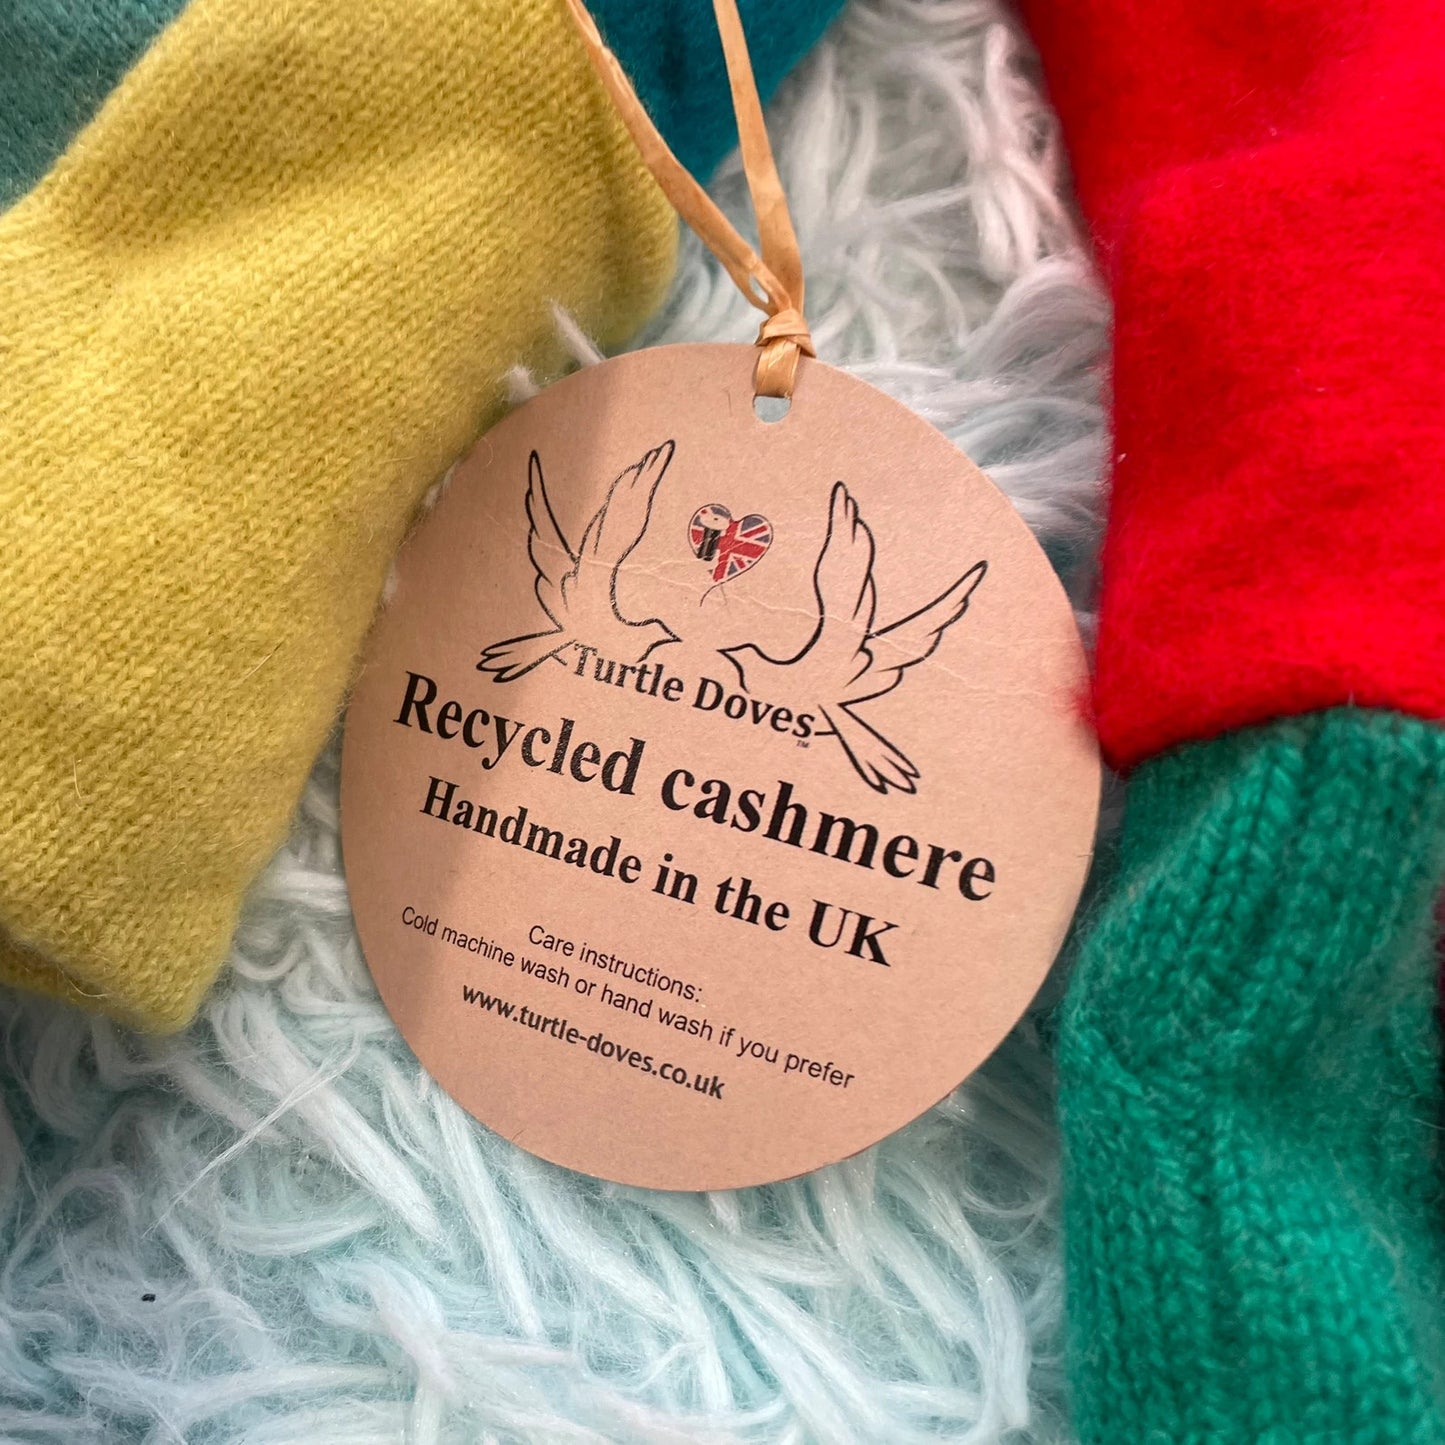 Turtle Doves™
Recycled cashmere
Handmade in the UK
Care instructions:
Cold machine wash or hand wash if you prefer
www.turtle-doves.co.uk